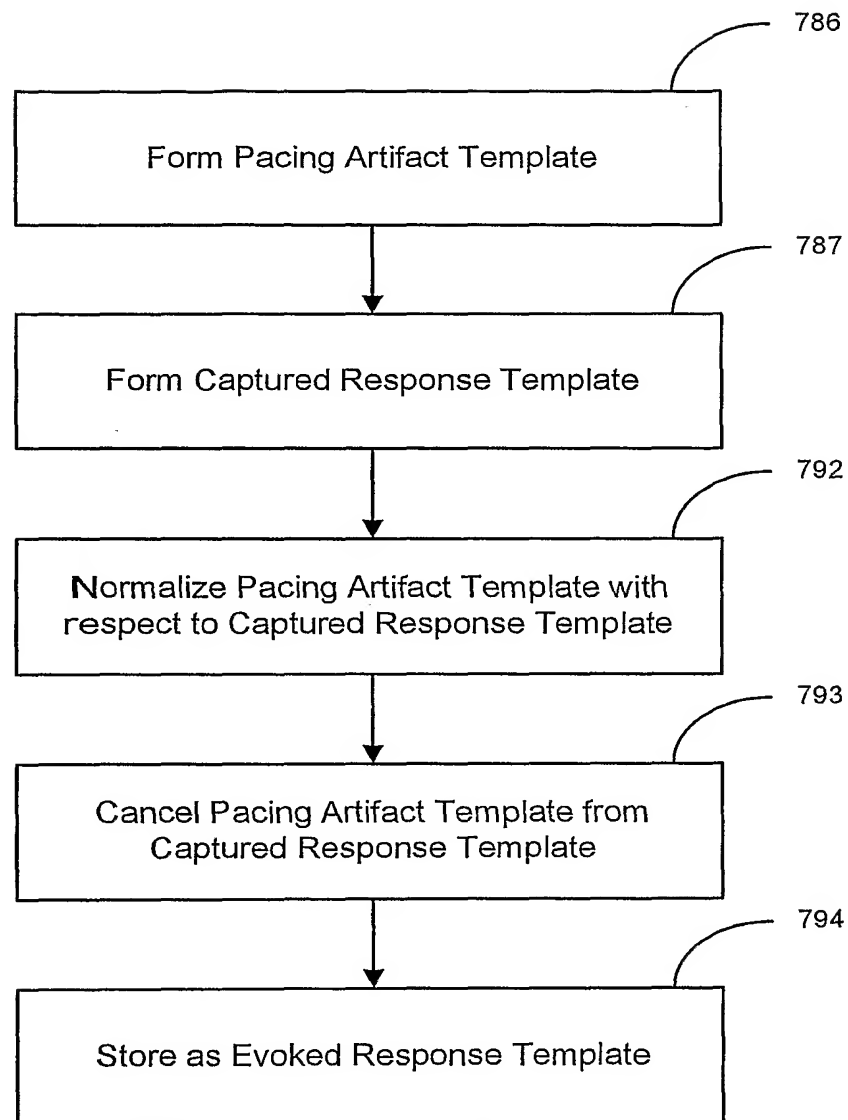 786
Form Pacing Artifact Template
787
Form Captured Response Template
792
Normalize Pacing Artifact Template with
respect to Captured Response Template
793
Cancel Pacing Artifact Template from
Captured Response Template
794
Store as Evoked Response Template